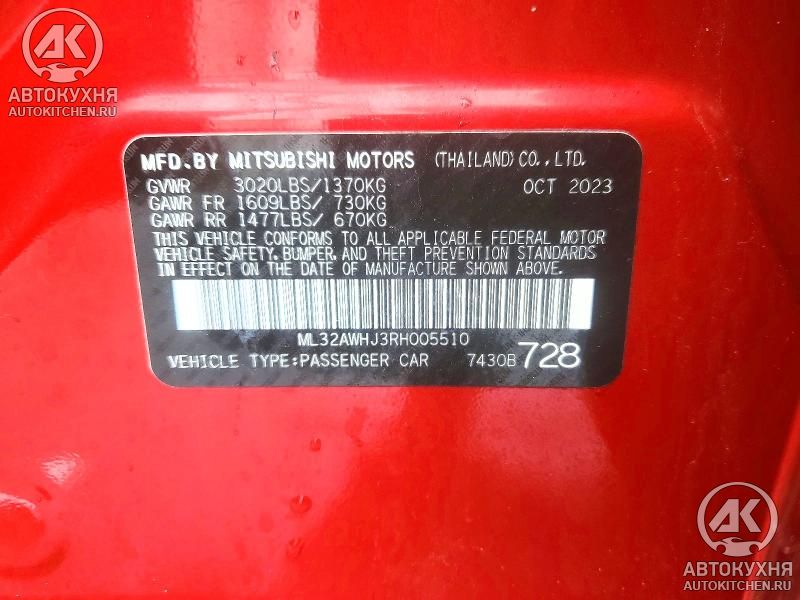 AK
АВТОКУХНЯ
AUTOKITCHEN.RU
MFD. BY MITSUBISHI MOTORS (THAILAND) CO., LTD.
GVWR 3020LBS/1370KG OCT 2023
GAWR FR 1609LBS/ 730KG
GAWR RR 1477LBS/ 670KG
THIS VEHICLE CONFORMS TO ALL APPLICABLE FEDERAL MOTOR
VEHICLE SAFETY, BUMPER, AND THEFT PREVENTION STANDARDS
IN EFFECT ON THE DATE OF MANUFACTURE SHOWN ABOVE.
ML32AWHJ3RH005510
VEHICLE TYPE:PASSENGER CAR 7430B 728
AK
АВТОКУХНЯ
AUTOKITCHEN.RU